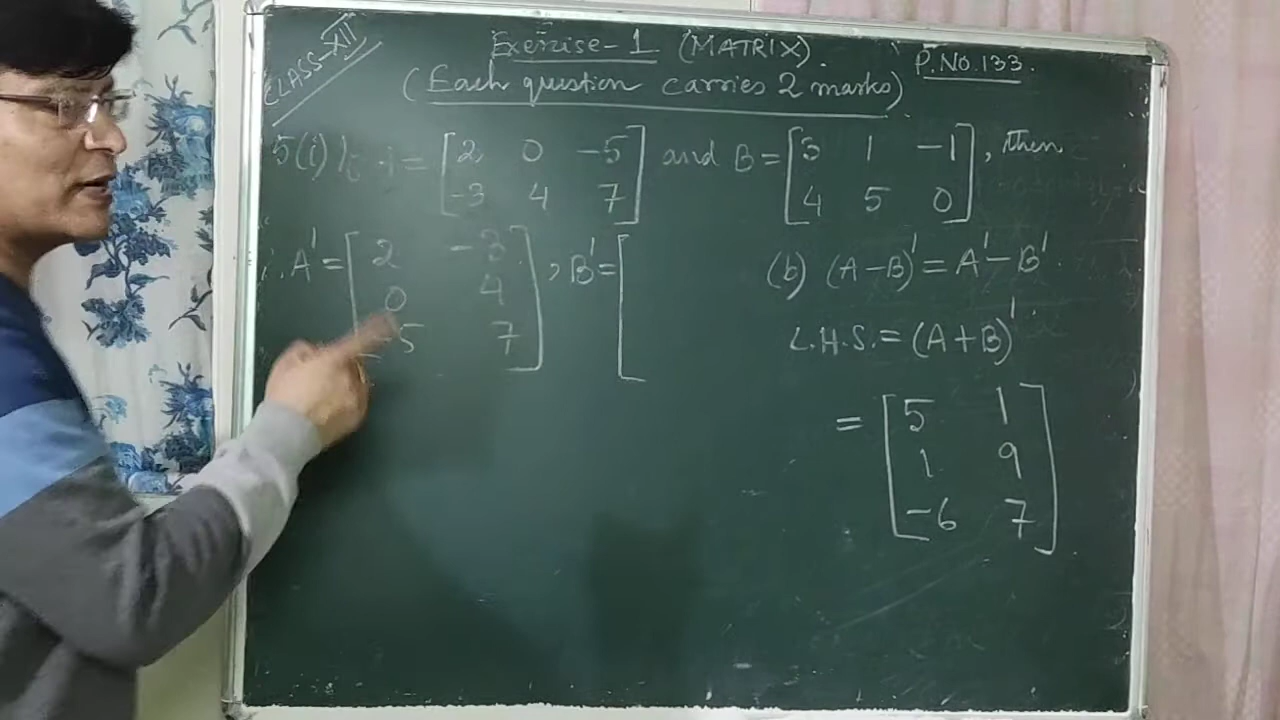 CLASS-XII
Exercise-1 (MATRIX).
P.NO.133.
(Each question carries 2 marks)
5(i) If A = [2 0 -5
-3 4 7] and B = [3 1 -1
4 5 0], then
∴ A' = [2 -3
0 4
-5 7], B' = [
(b) (A-B)' = A' - B'.
L.H.S. = (A+B)'
= [5 1
1 9
-6 7]